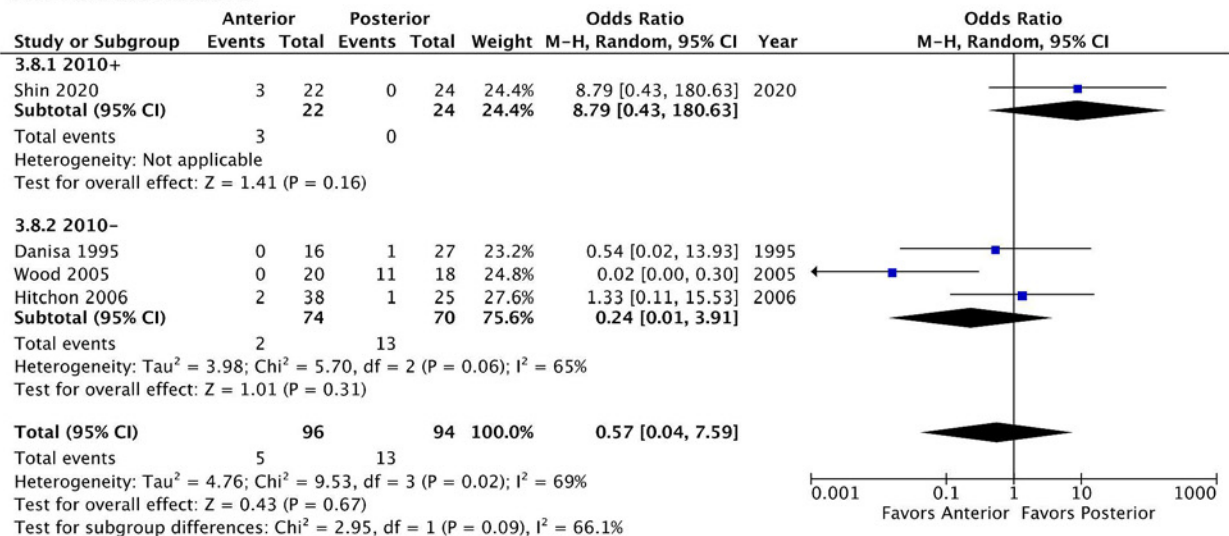 Anterior Posterior Odds Ratio Odds Ratio
Study or Subgroup Events Total Events Total Weight M-H, Random, 95% CI Year M-H, Random, 95% CI
3.8.1 2010+
Shin 2020 3 22 0 24 24.4% 8.79 [0.43, 180.63] 2020
Subtotal (95% CI) 22 24 24.4% 8.79 [0.43, 180.63]
Total events 3 0
Heterogeneity: Not applicable
Test for overall effect: Z = 1.41 (P = 0.16)
3.8.2 2010-
Danisa 1995 0 16 1 27 23.2% 0.54 [0.02, 13.93] 1995
Wood 2005 0 20 11 18 24.8% 0.02 [0.00, 0.30] 2005
Hitchon 2006 2 38 1 25 27.6% 1.33 [0.11, 15.53] 2006
Subtotal (95% CI) 74 70 75.6% 0.24 [0.01, 3.91]
Total events 2 13
Heterogeneity: Tau² = 3.98; Chi² = 5.70, df = 2 (P = 0.06); I² = 65%
Test for overall effect: Z = 1.01 (P = 0.31)
Total (95% CI) 96 94 100.0% 0.57 [0.04, 7.59]
Total events 5 13
Heterogeneity: Tau² = 4.76; Chi² = 9.53, df = 3 (P = 0.02); I² = 69%
Test for overall effect: Z = 0.43 (P = 0.67)
Test for subgroup differences: Chi² = 2.95, df = 1 (P = 0.09), I² = 66.1%
0.001 0.1 1 10 1000
Favors Anterior Favors Posterior